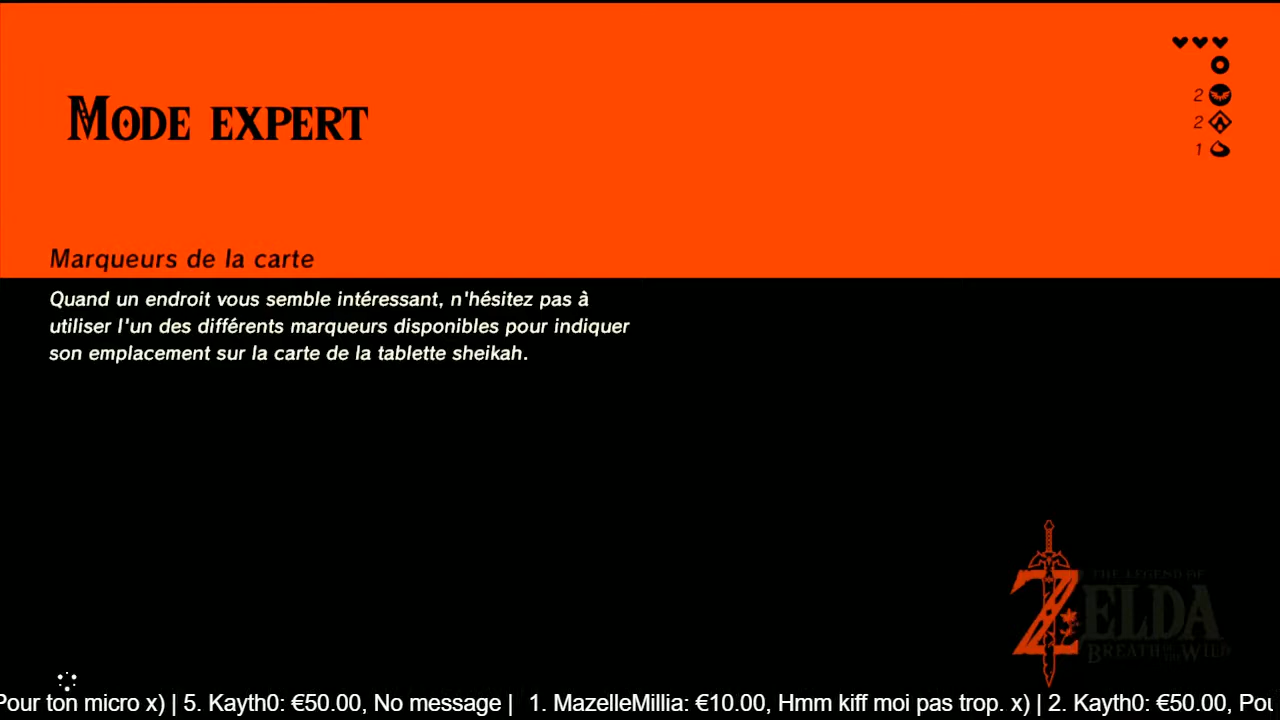 MODE EXPERT
2
2
1
Marqueurs de la carte
Quand un endroit vous semble intéressant, n'hésitez pas à
utiliser l'un des différents marqueurs disponibles pour indiquer
son emplacement sur la carte de la tablette sheikah.
THE LEGEND OF
ZELDA
BREATH OF THE WILD
Pour ton micro x) | 5. Kayth0: €50.00, No message | 1. MazelleMillia: €10.00, Hmm kiff moi pas trop. x) | 2. Kayth0: €50.00, Pou